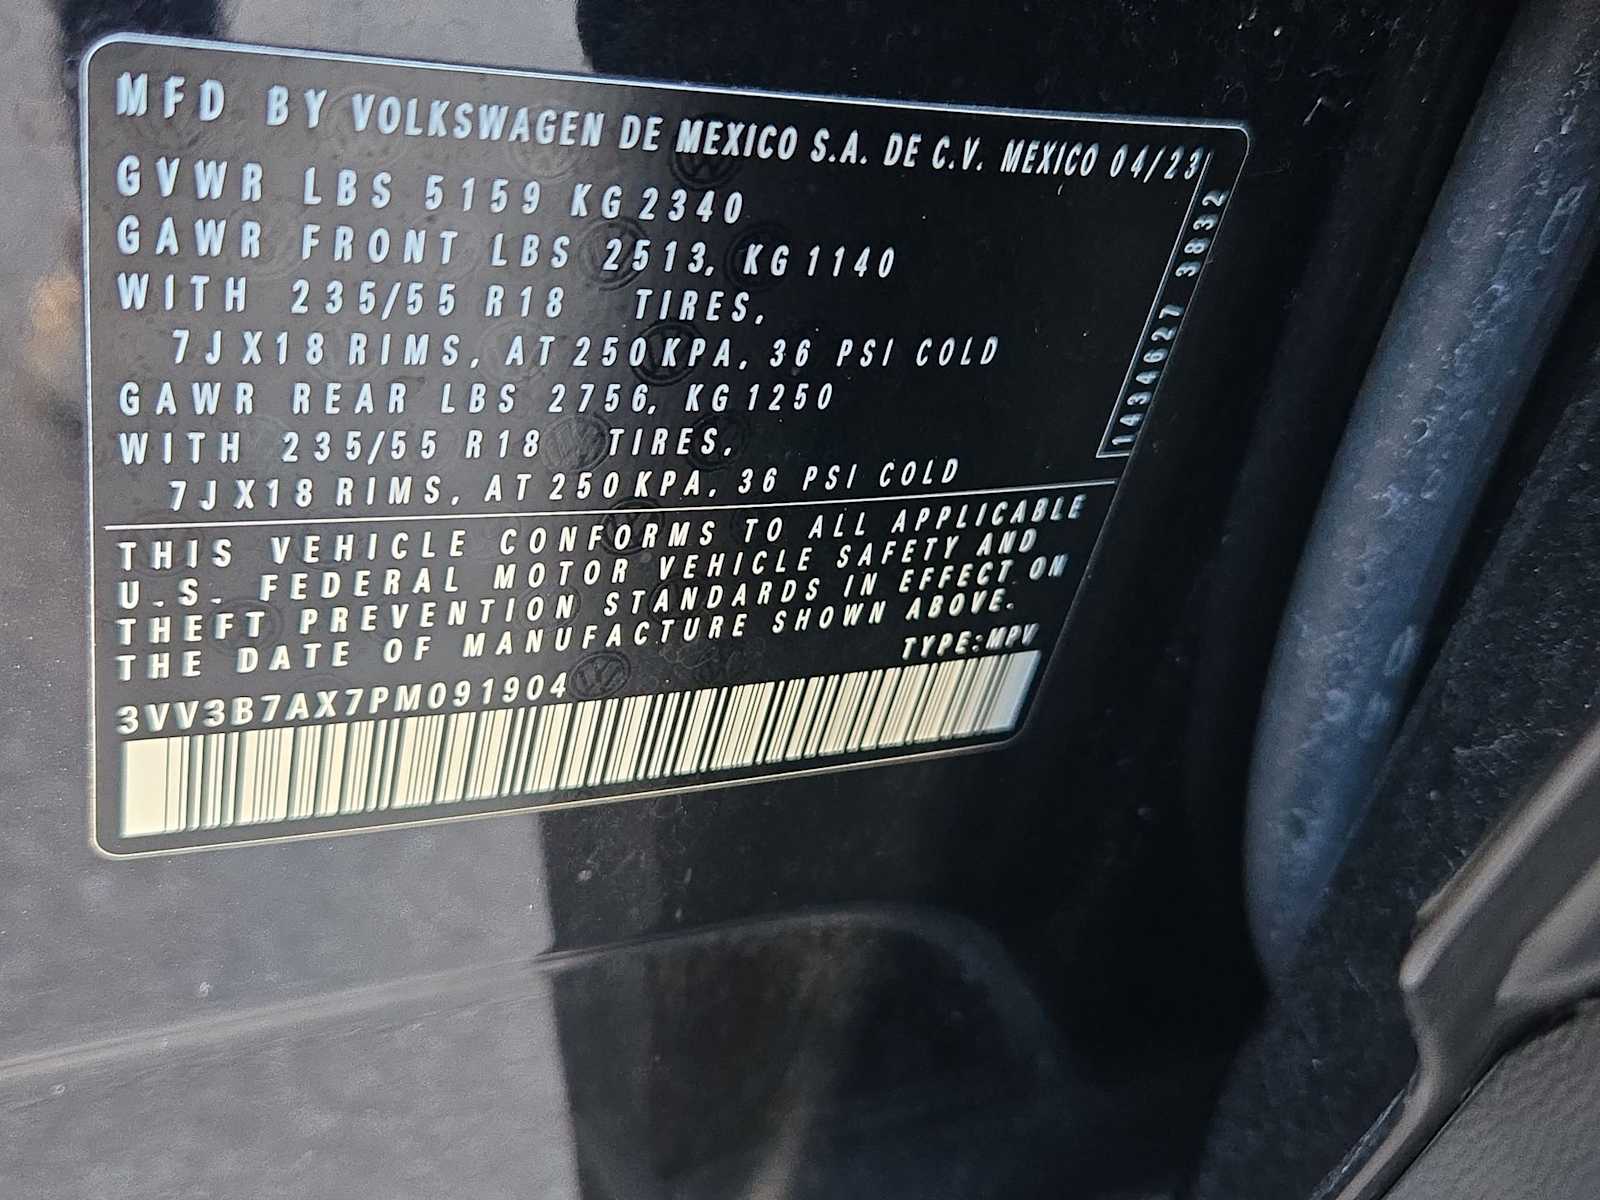 MFD BY VOLKSWAGEN DE MEXICO S.A. DE C.V. MEXICO 04/23
GVWR LBS 5159 KG 2340
GAWR FRONT LBS 2513, KG 1140
WITH 235/55 R18 TIRES,
7JX18 RIMS, AT 250KPA, 36 PSI COLD
GAWR REAR LBS 2756, KG 1250
WITH 235/55 R18 TIRES,
7JX18 RIMS, AT 250KPA, 36 PSI COLD
1434627 3832
THIS VEHICLE CONFORMS TO ALL APPLICABLE
U.S. FEDERAL MOTOR VEHICLE SAFETY AND
THEFT PREVENTION STANDARDS IN EFFECT ON
THE DATE OF MANUFACTURE SHOWN ABOVE.
TYPE:MPV
3VV3B7AX7PM091904